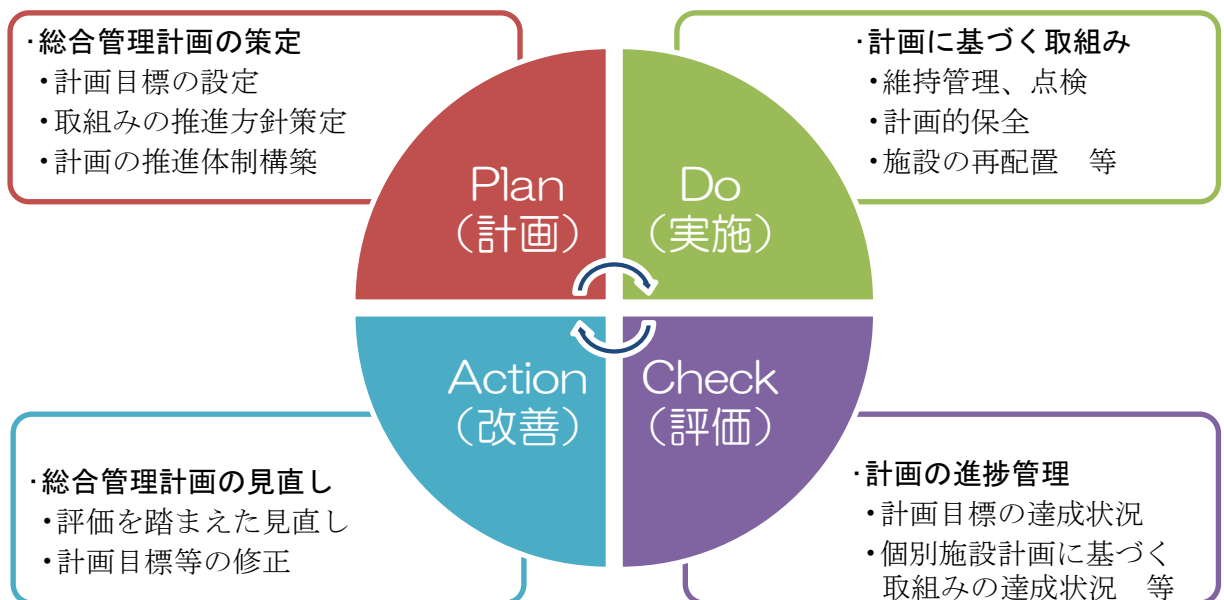 ・総合管理計画の策定
・計画目標の設定
・取組みの推進方針策定
・計画の推進体制構築
・計画に基づく取組み
・維持管理、点検
・計画的保全
・施設の再配置　等
Plan
（計画）
Do
（実施）
Action
（改善）
Check
（評価）
・総合管理計画の見直し
・評価を踏まえた見直し
・計画目標等の修正
・計画の進捗管理
・計画目標の達成状況
・個別施設計画に基づく
取組みの達成状況　等